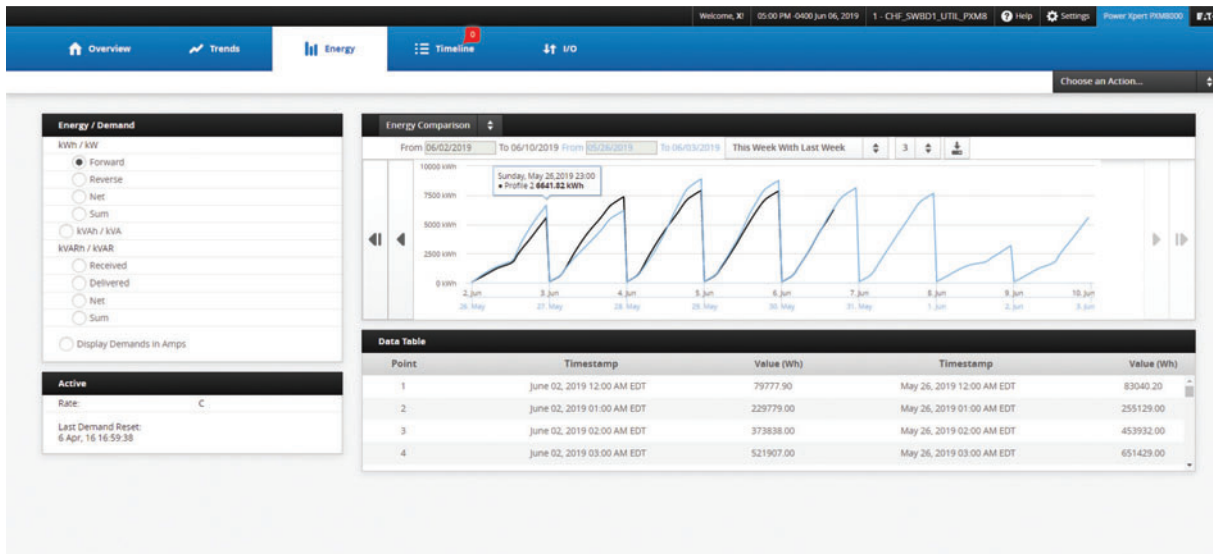 Welcome, X! 05:00 PM -0400 Jun 06, 2019 1 - CHF_SWBD1_UTIL_PXM8 Help Settings Power Xpert PXM8000
Overview Trends Energy Timeline 0 I/O
Choose an Action...
Energy / Demand
kWh / kW
Forward
Reverse
Net
Sum
kVAh / kVA
kVARh / kVAR
Received
Delivered
Net
Sum
Display Demands in Amps
Active
Rate: C
Last Demand Reset:
6 Apr, 16 16:59:38
Energy Comparison
From 06/02/2019 To 06/10/2019 From 05/26/2019 To 06/03/2019 This Week With Last Week 3
10000 kWh
7500 kWh
5000 kWh
2500 kWh
0 kWh
Sunday, May 26, 2019 23:00
• Profile 2 6641.82 kWh
2. Jun 3. Jun 4. Jun 5. Jun 6. Jun 7. Jun 8. Jun 9. Jun 10. Jun
26. May 27. May 28. May 29. May 30. May 31. May 1. Jun 2. Jun 3. Jun
Data Table
Point Timestamp Value (Wh) Timestamp Value (Wh)
1 June 02, 2019 12:00 AM EDT 79777.90 May 26, 2019 12:00 AM EDT 83040.20
2 June 02, 2019 01:00 AM EDT 229779.00 May 26, 2019 01:00 AM EDT 255129.00
3 June 02, 2019 02:00 AM EDT 373838.00 May 26, 2019 02:00 AM EDT 453932.00
4 June 02, 2019 03:00 AM EDT 521907.00 May 26, 2019 03:00 AM EDT 651429.00